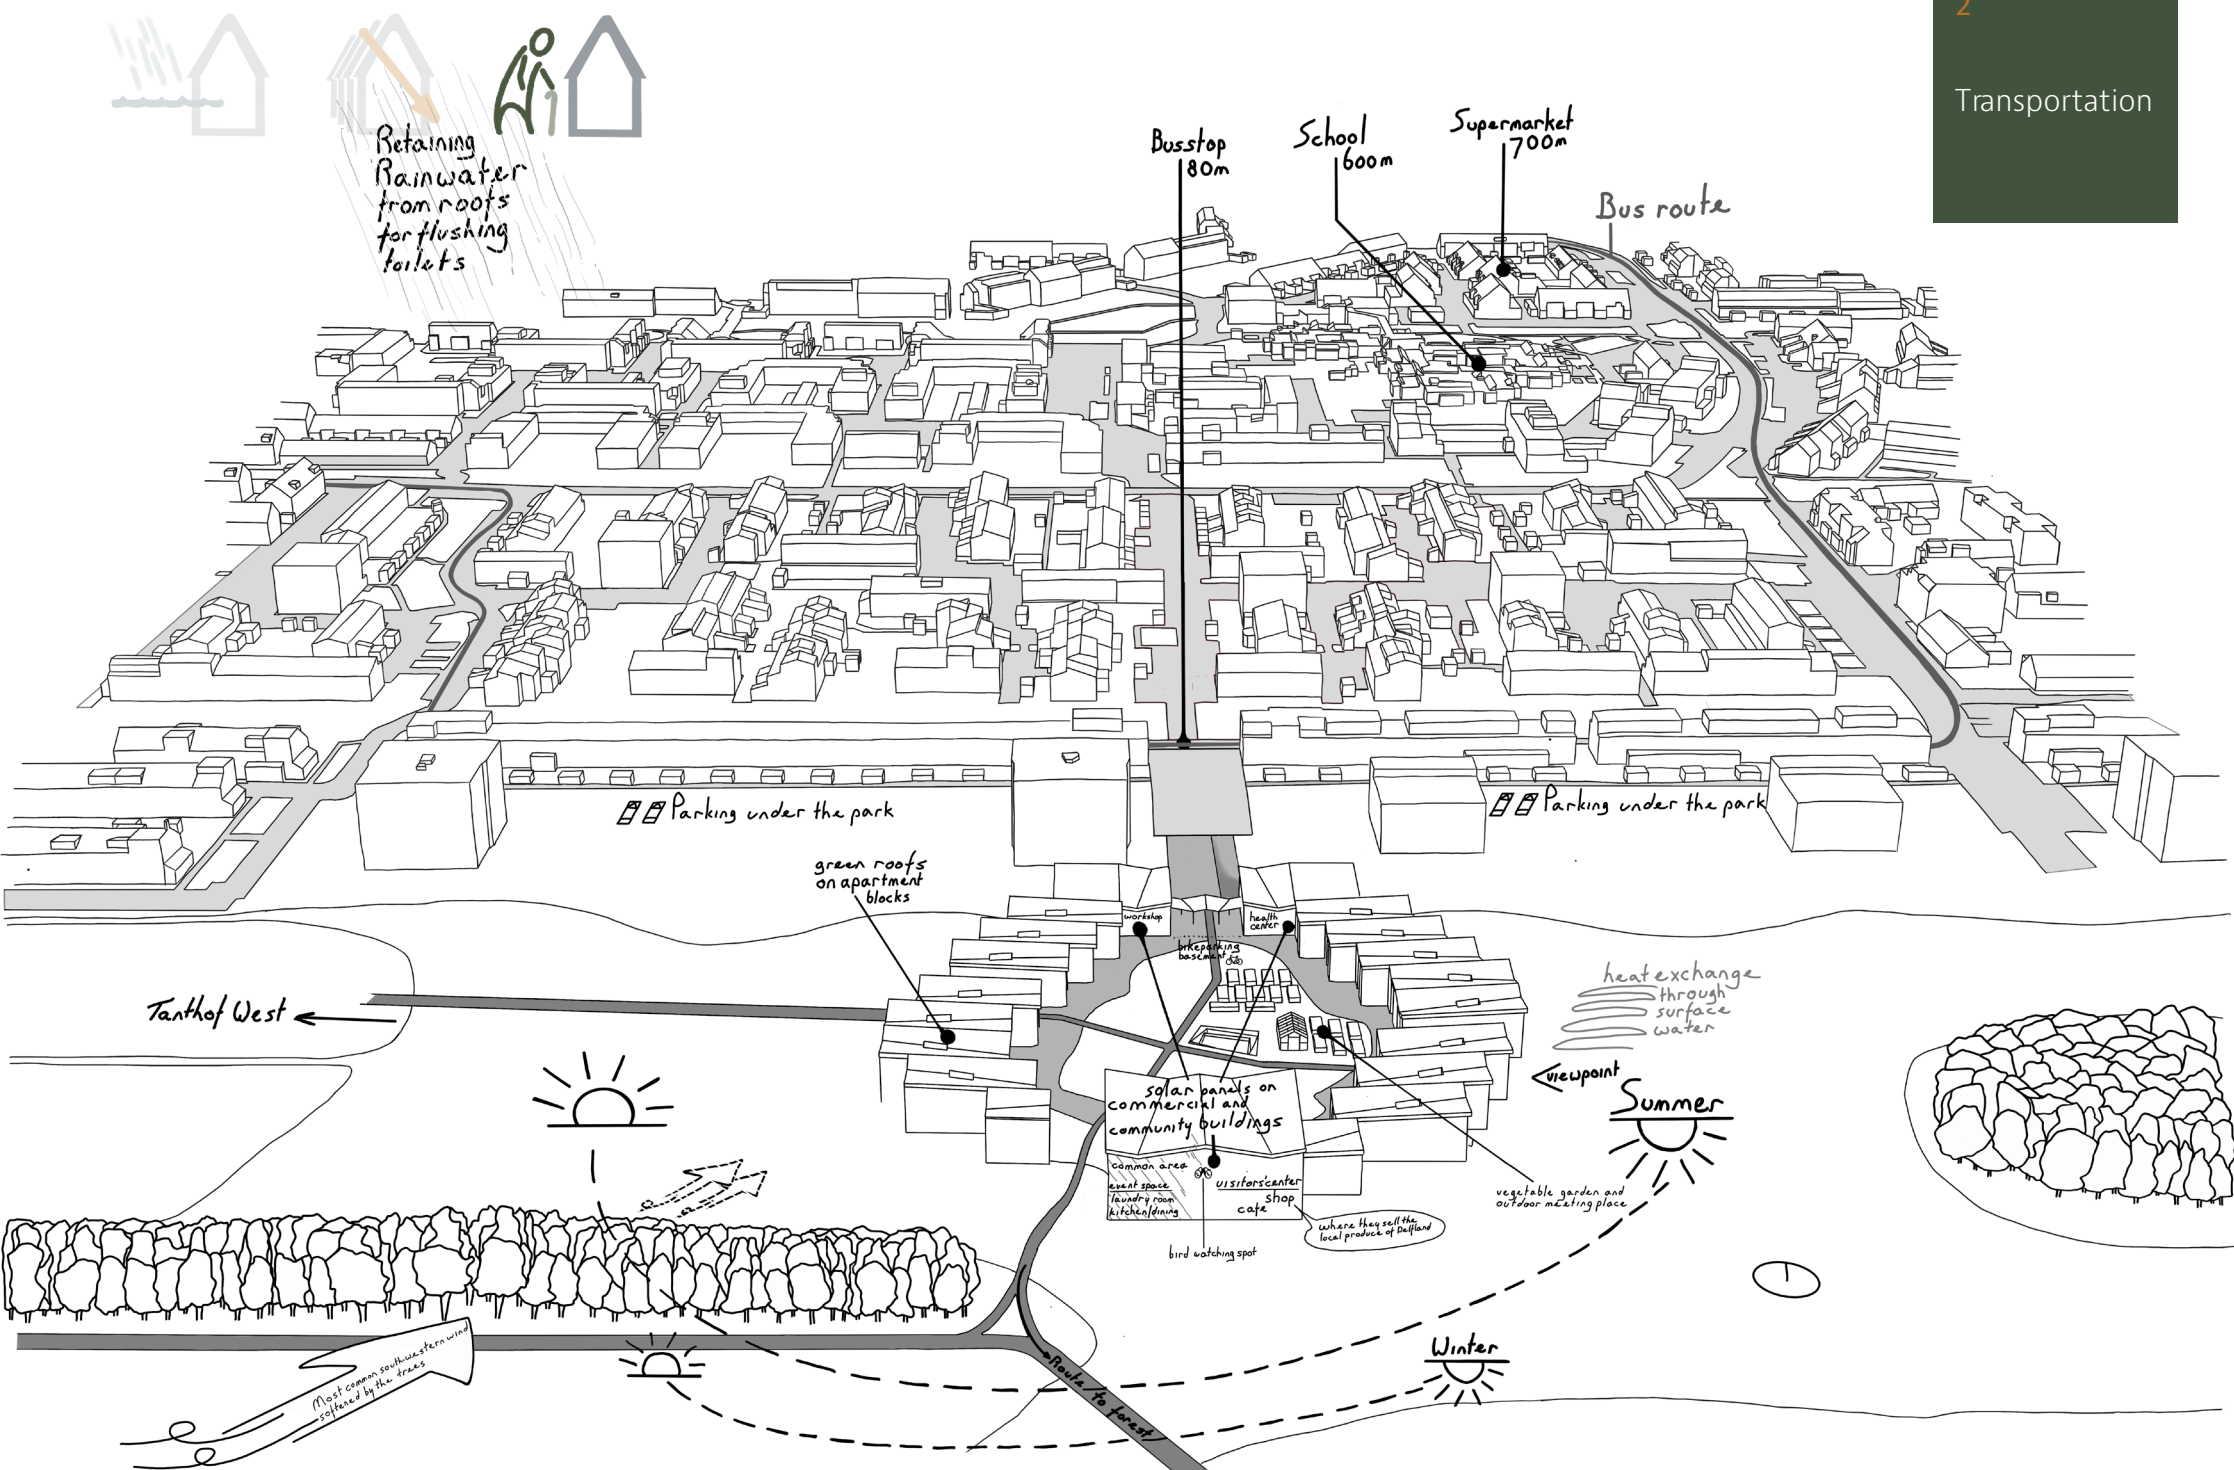 2
Transportation
Retaining
Rainwater
from roofs
for flushing
toilets
Busstop
80m
School
600m
Supermarket
700m
Bus route
Parking under the park
Parking under the park
green roofs
on apartment
blocks
workshop
health
center
bikeparking
basement
Tanthof West
heat exchange
through
surface
water
viewpoint
Summer
solar panels on
commercial and
community buildings
common area
event space
laundry room
kitchen/dining
visitors'center
shop
cafe
where they sell the
local produce of Delfland
bird watching spot
vegetable garden and
outdoor meeting place
Most common southwestern wind
softened by the trees
Winter
Route to forest